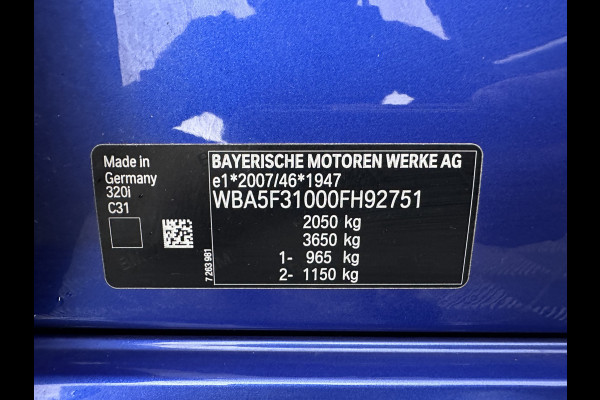 Made in
Germany
320i
C31
7 263 981
BAYERISCHE MOTOREN WERKE AG
e1*2007/46*1947
WBA5F31000FH92751
2050 kg
3650 kg
1- 965 kg
2- 1150 kg